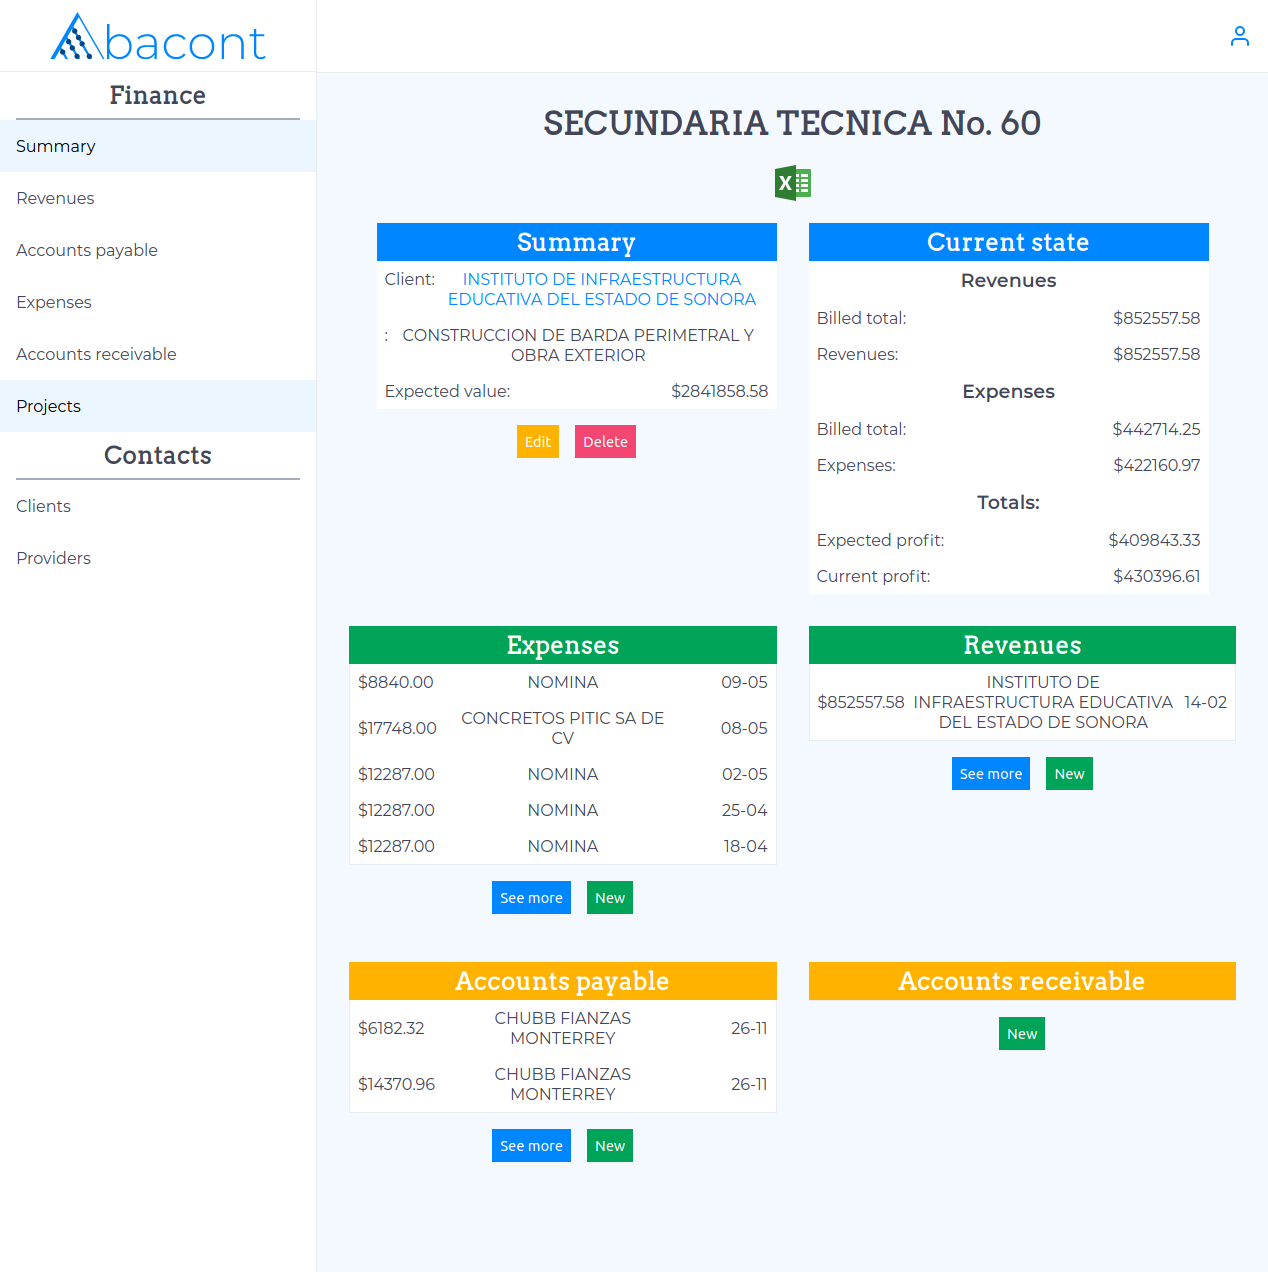 Abacont
Finance
Summary
Revenues
Accounts payable
Expenses
Accounts receivable
Projects
Contacts
Clients
Providers
SECUNDARIA TECNICA No. 60
X
Summary
Client: INSTITUTO DE INFRAESTRUCTURA
EDUCATIVA DEL ESTADO DE SONORA
: CONSTRUCCION DE BARDA PERIMETRAL Y
OBRA EXTERIOR
Expected value: $2841858.58
Edit Delete
Current state
Revenues
Billed total: $852557.58
Revenues: $852557.58
Expenses
Billed total: $442714.25
Expenses: $422160.97
Totals:
Expected profit: $409843.33
Current profit: $430396.61
Expenses
$8840.00 NOMINA 09-05
$17748.00 CONCRETOS PITIC SA DE
CV 08-05
$12287.00 NOMINA 02-05
$12287.00 NOMINA 25-04
$12287.00 NOMINA 18-04
See more New
Revenues
INSTITUTO DE
$852557.58 INFRAESTRUCTURA EDUCATIVA 14-02
DEL ESTADO DE SONORA
See more New
Accounts payable
$6182.32 CHUBB FIANZAS
MONTERREY 26-11
$14370.96 CHUBB FIANZAS
MONTERREY 26-11
See more New
Accounts receivable
New